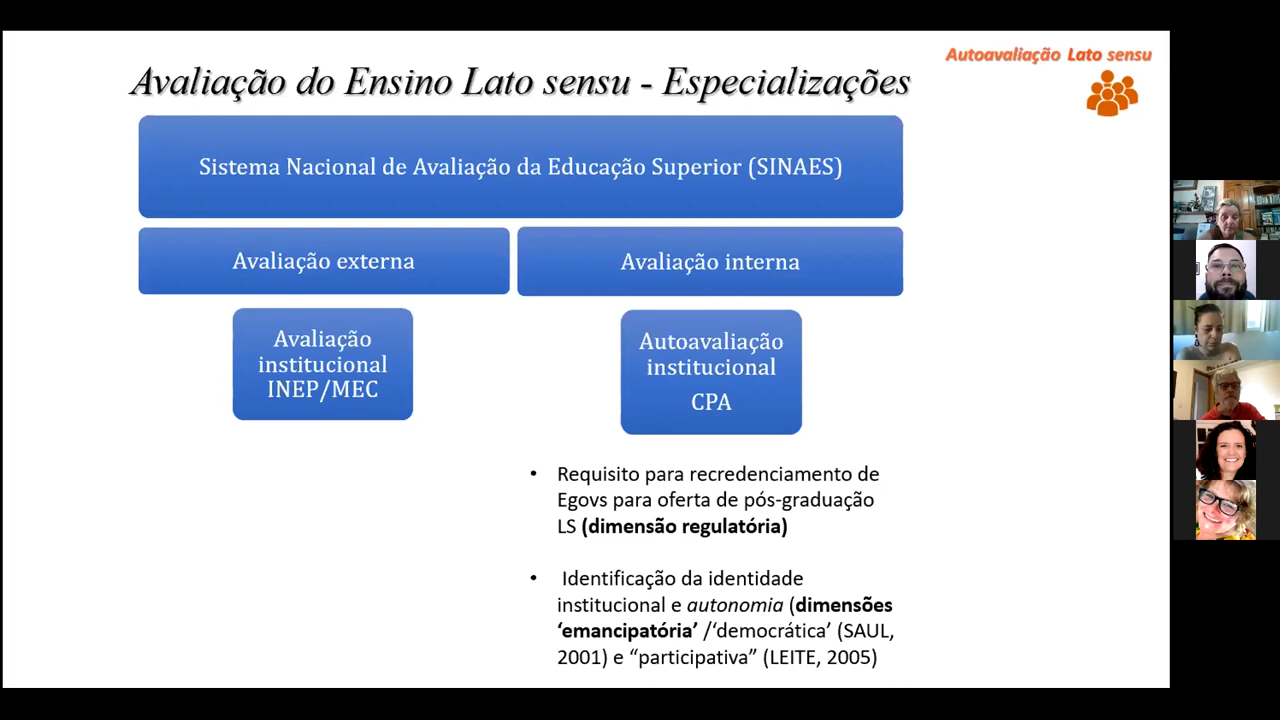 Autoavaliação Lato sensu
Avaliação do Ensino Lato sensu - Especializações
Sistema Nacional de Avaliação da Educação Superior (SINAES)
Avaliação externa
Avaliação interna
Avaliação
institucional
INEP/MEC
Autoavaliação
institucional
CPA
• Requisito para recredenciamento de
Egovs para oferta de pós-graduação
LS (dimensão regulatória)
• Identificação da identidade
institucional e autonomia (dimensões
‘emancipatória’ /‘democrática’ (SAUL,
2001) e “participativa” (LEITE, 2005)